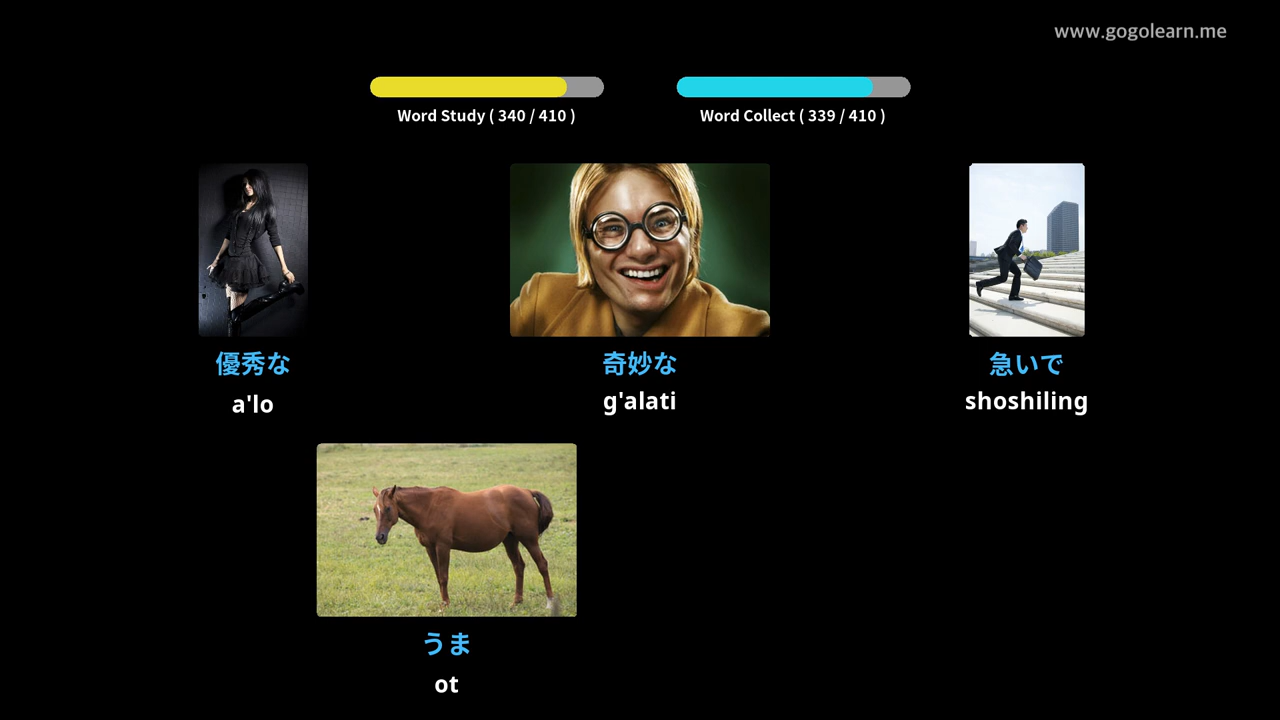 www.gogolearn.me
Word Study ( 340 / 410 )
Word Collect ( 339 / 410 )
優秀な
a'lo
奇妙な
g'alati
急いで
shoshiling
うま
ot